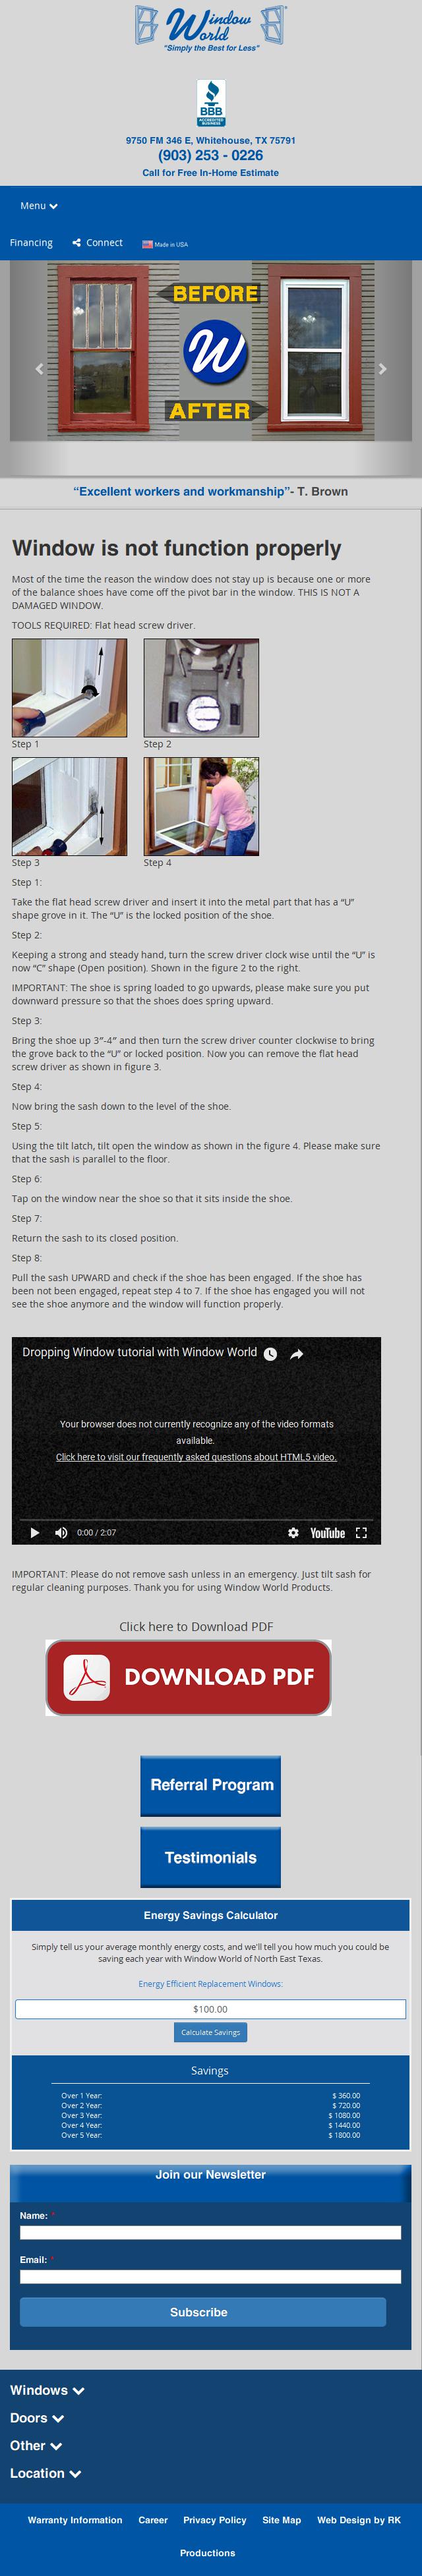 Window
World
"Simply the Best for Less"
BBB
ACCREDITED
BUSINESS
9750 FM 346 E, Whitehouse, TX 75791
(903) 253 - 0226
Call for Free In-Home Estimate
Menu
Financing
Connect
Made in USA
BEFORE
W
AFTER
“Excellent workers and workmanship”- T. Brown
Window is not function properly
Most of the time the reason the window does not stay up is because one or more
of the balance shoes have come off the pivot bar in the window. THIS IS NOT A
DAMAGED WINDOW.
TOOLS REQUIRED: Flat head screw driver.
Step 1
Step 2
Step 3
Step 4
Step 1:
Take the flat head screw driver and insert it into the metal part that has a “U”
shape grove in it. The “U” is the locked position of the shoe.
Step 2:
Keeping a strong and steady hand, turn the screw driver clock wise until the “U” is
now “C” shape (Open position). Shown in the figure 2 to the right.
IMPORTANT: The shoe is spring loaded to go upwards, please make sure you put
downward pressure so that the shoes does spring upward.
Step 3:
Bring the shoe up 3”-4” and then turn the screw driver counter clockwise to bring
the grove back to the “U” or locked position. Now you can remove the flat head
screw driver as shown in figure 3.
Step 4:
Now bring the sash down to the level of the shoe.
Step 5:
Using the tilt latch, tilt open the window as shown in the figure 4. Please make sure
that the sash is parallel to the floor.
Step 6:
Tap on the window near the shoe so that it sits inside the shoe.
Step 7:
Return the sash to its closed position.
Step 8:
Pull the sash UPWARD and check if the shoe has been engaged. If the shoe has
been not been engaged, repeat step 4 to 7. If the shoe has engaged you will not
see the shoe anymore and the window will function properly.
Dropping Window tutorial with Window World
Your browser does not currently recognize any of the video formats
available.
Click here to visit our frequently asked questions about HTML5 video.
0:00 / 2:07
YouTube
IMPORTANT: Please do not remove sash unless in an emergency. Just tilt sash for
regular cleaning purposes. Thank you for using Window World Products.
Click here to Download PDF
DOWNLOAD PDF
Referral Program
Testimonials
Energy Savings Calculator
Simply tell us your average monthly energy costs, and we'll tell you how much you could be
saving each year with Window World of North East Texas.
Energy Efficient Replacement Windows:
$100.00
Calculate Savings
Savings
Over 1 Year: $ 360.00
Over 2 Year: $ 720.00
Over 3 Year: $ 1080.00
Over 4 Year: $ 1440.00
Over 5 Year: $ 1800.00
Join our Newsletter
Name: *
Email: *
Subscribe
Windows
Doors
Other
Location
Warranty Information Career Privacy Policy Site Map Web Design by RK
Productions